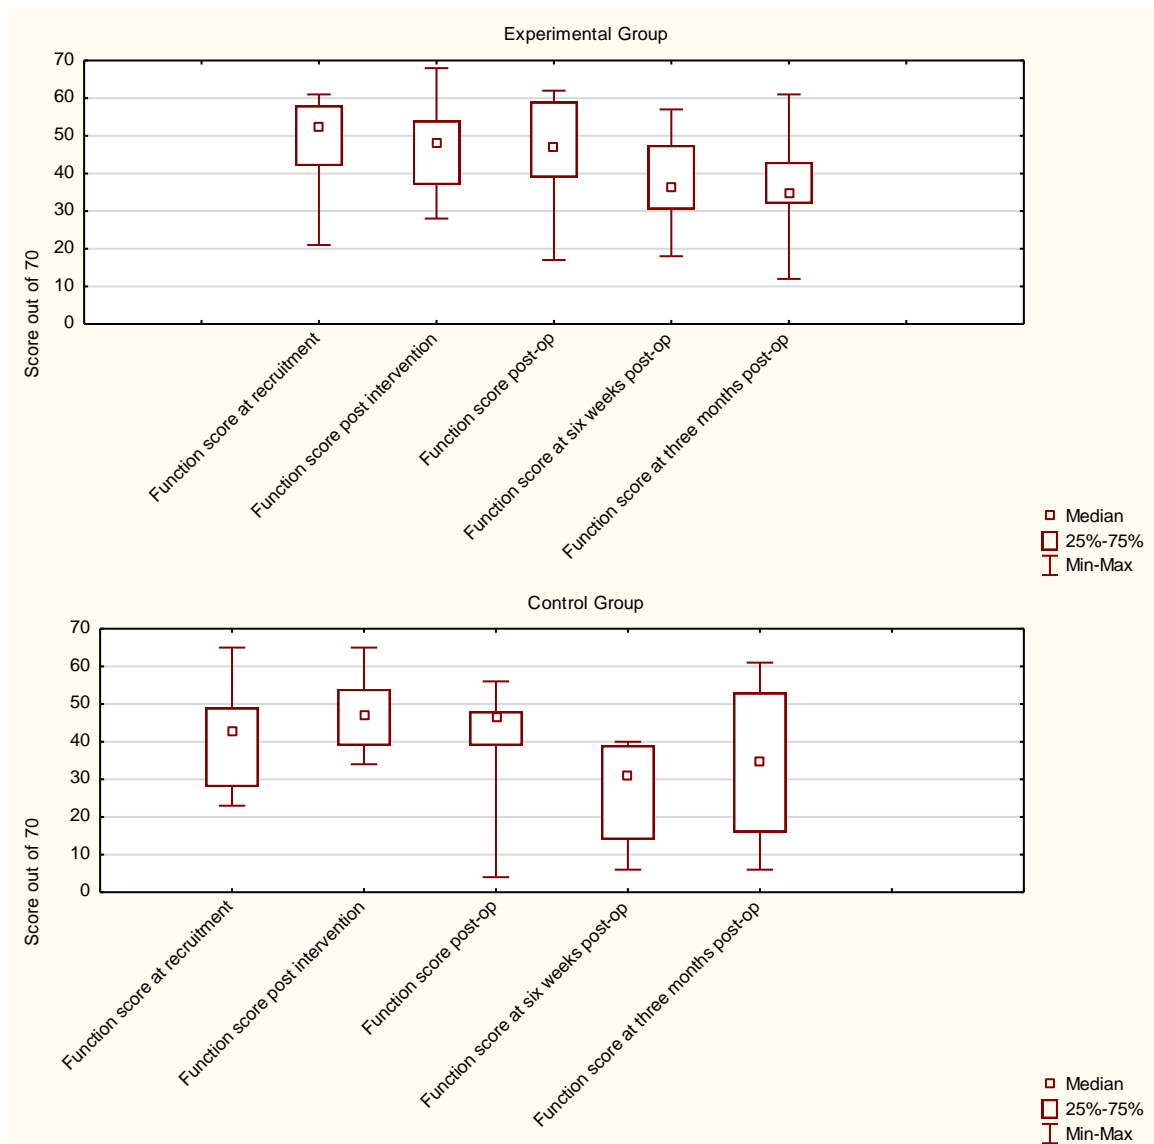 Experimental Group
70
60
50
40
30
20
10
0
Score out of 70
Function score at recruitment
Function score post intervention
Function score post-op
Function score at six weeks post-op
Function score at three months post-op
Median
25%-75%
Min-Max
Control Group
70
60
50
40
30
20
10
0
Score out of 70
Function score at recruitment
Function score post intervention
Function score post-op
Function score at six weeks post-op
Function score at three months post-op
Median
25%-75%
Min-Max